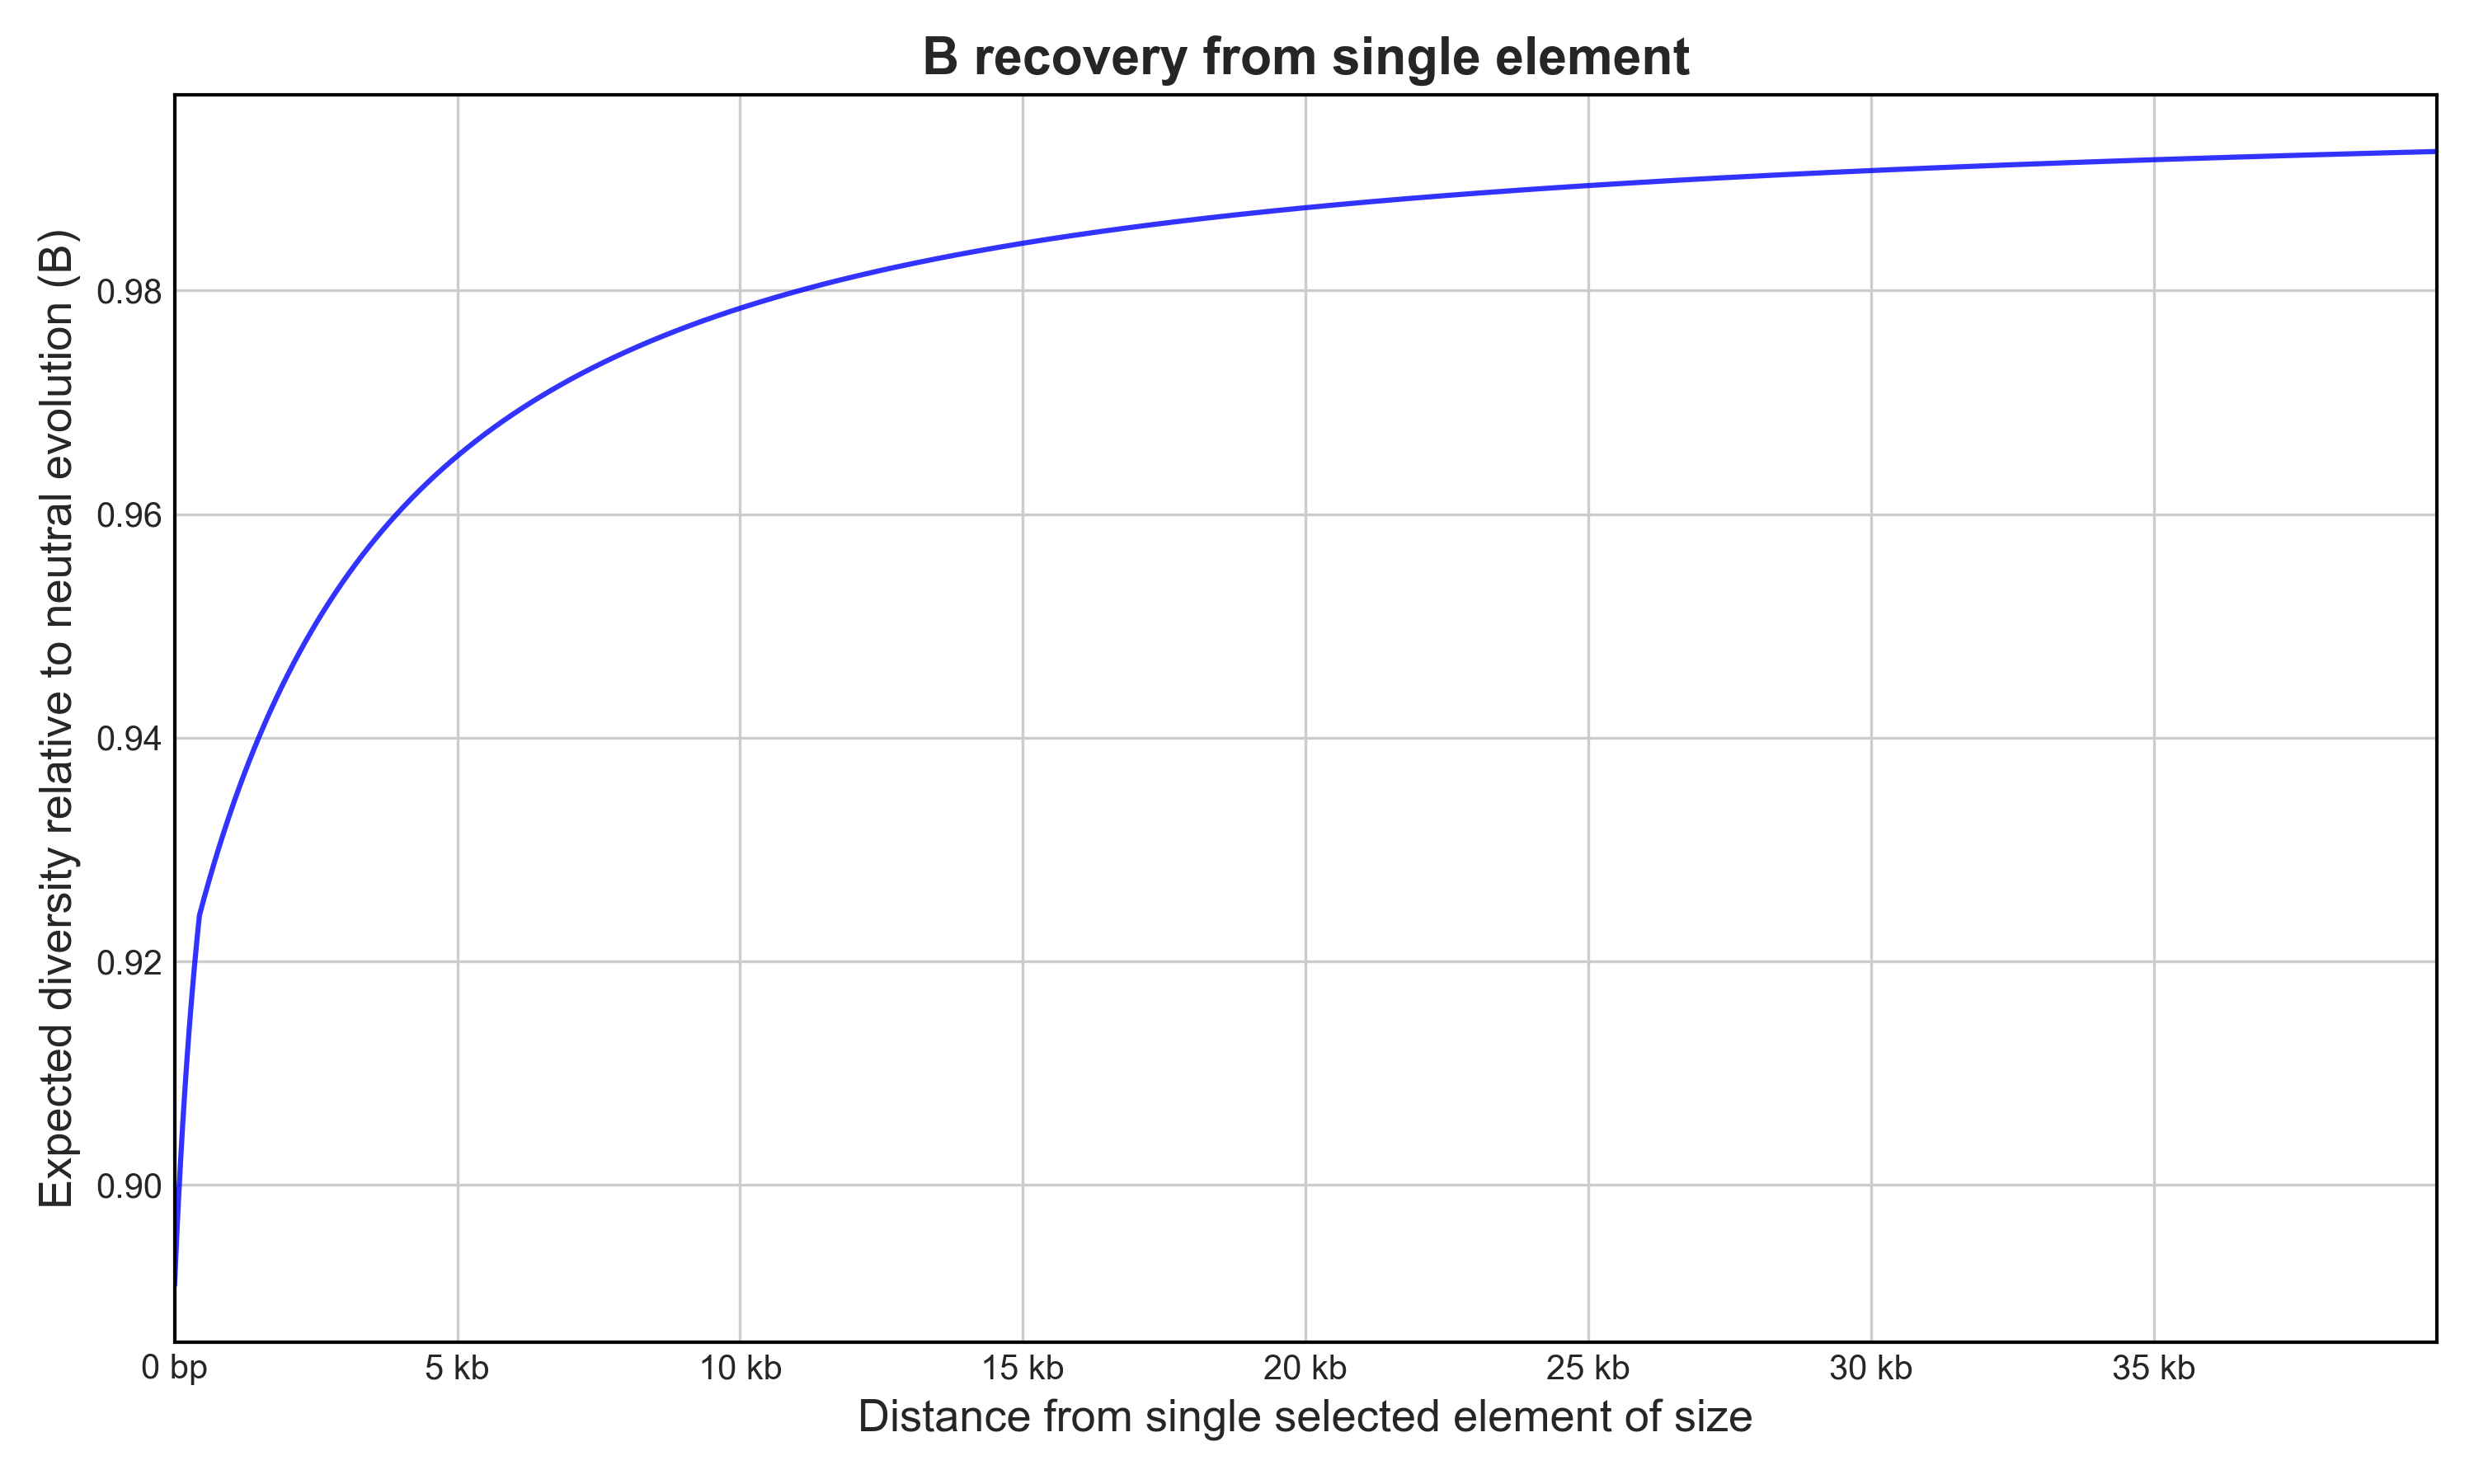 B recovery from single element
Expected diversity relative to neutral evolution (B)
0.98
0.96
0.94
0.92
0.90
0 bp
5 kb
10 kb
15 kb
20 kb
25 kb
30 kb
35 kb
Distance from single selected element of size